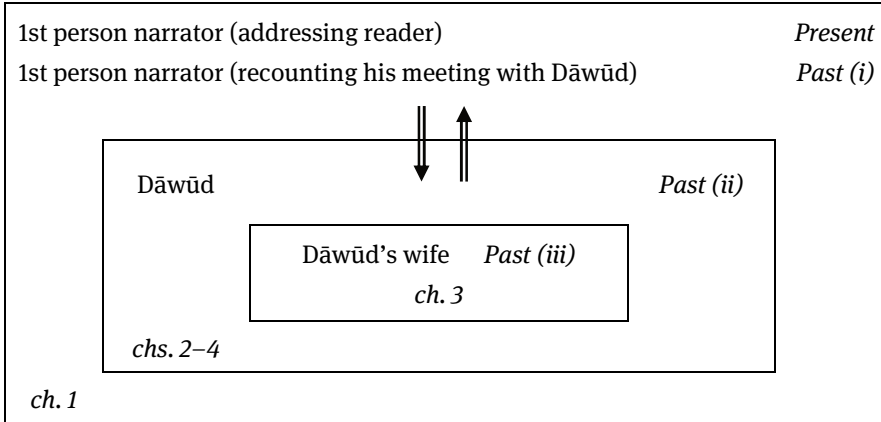 1st person narrator (addressing reader) Present
1st person narrator (recounting his meeting with Dāwūd) Past (i)
Dāwūd Past (ii)
Dāwūd’s wife Past (iii)
ch. 3
chs. 2–4
ch. 1